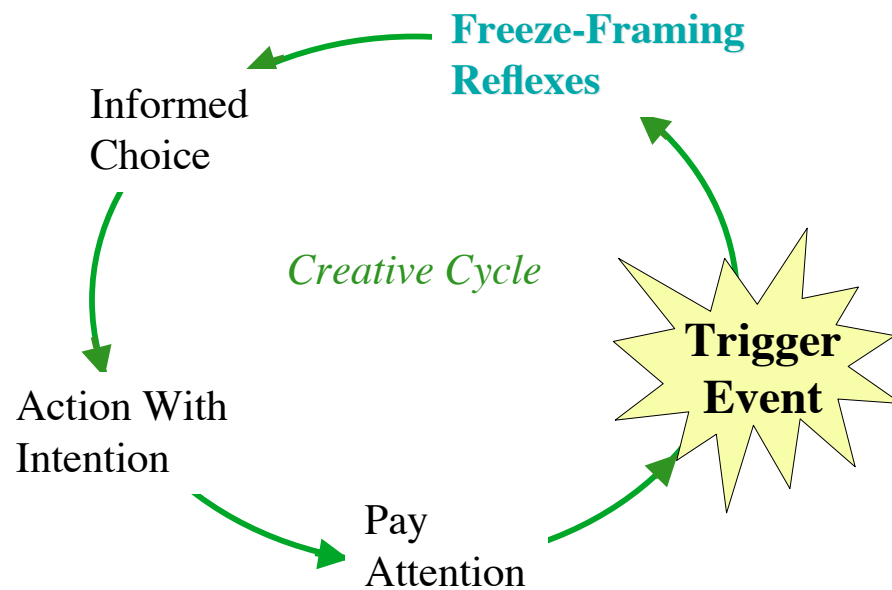 Freeze-Framing
Reflexes
Informed
Choice
Creative Cycle
Trigger
Event
Action With
Intention
Pay
Attention